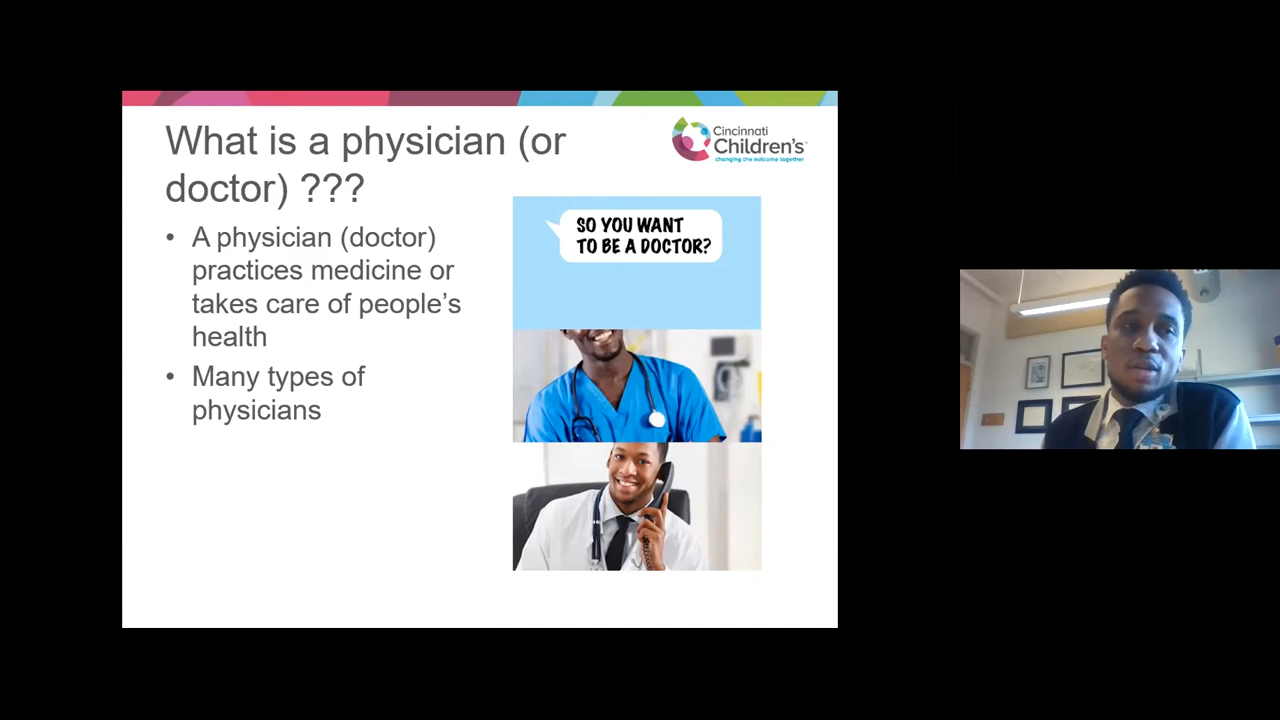 What is a physician (or
doctor) ???
Cincinnati
Children's
changing the outcome together
• A physician (doctor)
practices medicine or
takes care of people's
health
• Many types of
physicians
SO YOU WANT
TO BE A DOCTOR?